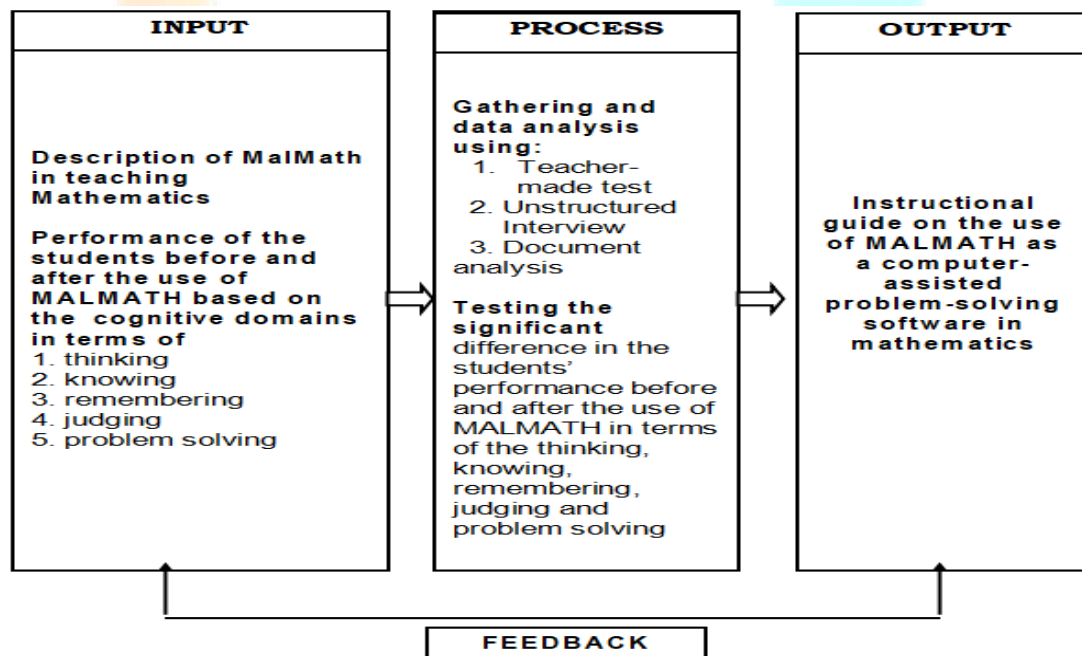 INPUT
Description of MalMath
in teaching
Mathematics
Performance of the
students before and
after the use of
MALMATH based on
the cognitive domains
in terms of
1. thinking
2. knowing
3. remembering
4. judging
5. problem solving
PROCESS
Gathering and
data analysis
using:
1. Teacher-
made test
2. Unstructured
Interview
3. Document
analysis
Testing the
significant
difference in the
students'
performance before
and after the use of
MALMATH in terms
of the thinking,
knowing,
remembering,
judging and
problem solving
OUTPUT
Instructional
guide on the use
of MALMATH as
a computer-
assisted
problem-solving
software in
mathematics
FEEDBACK